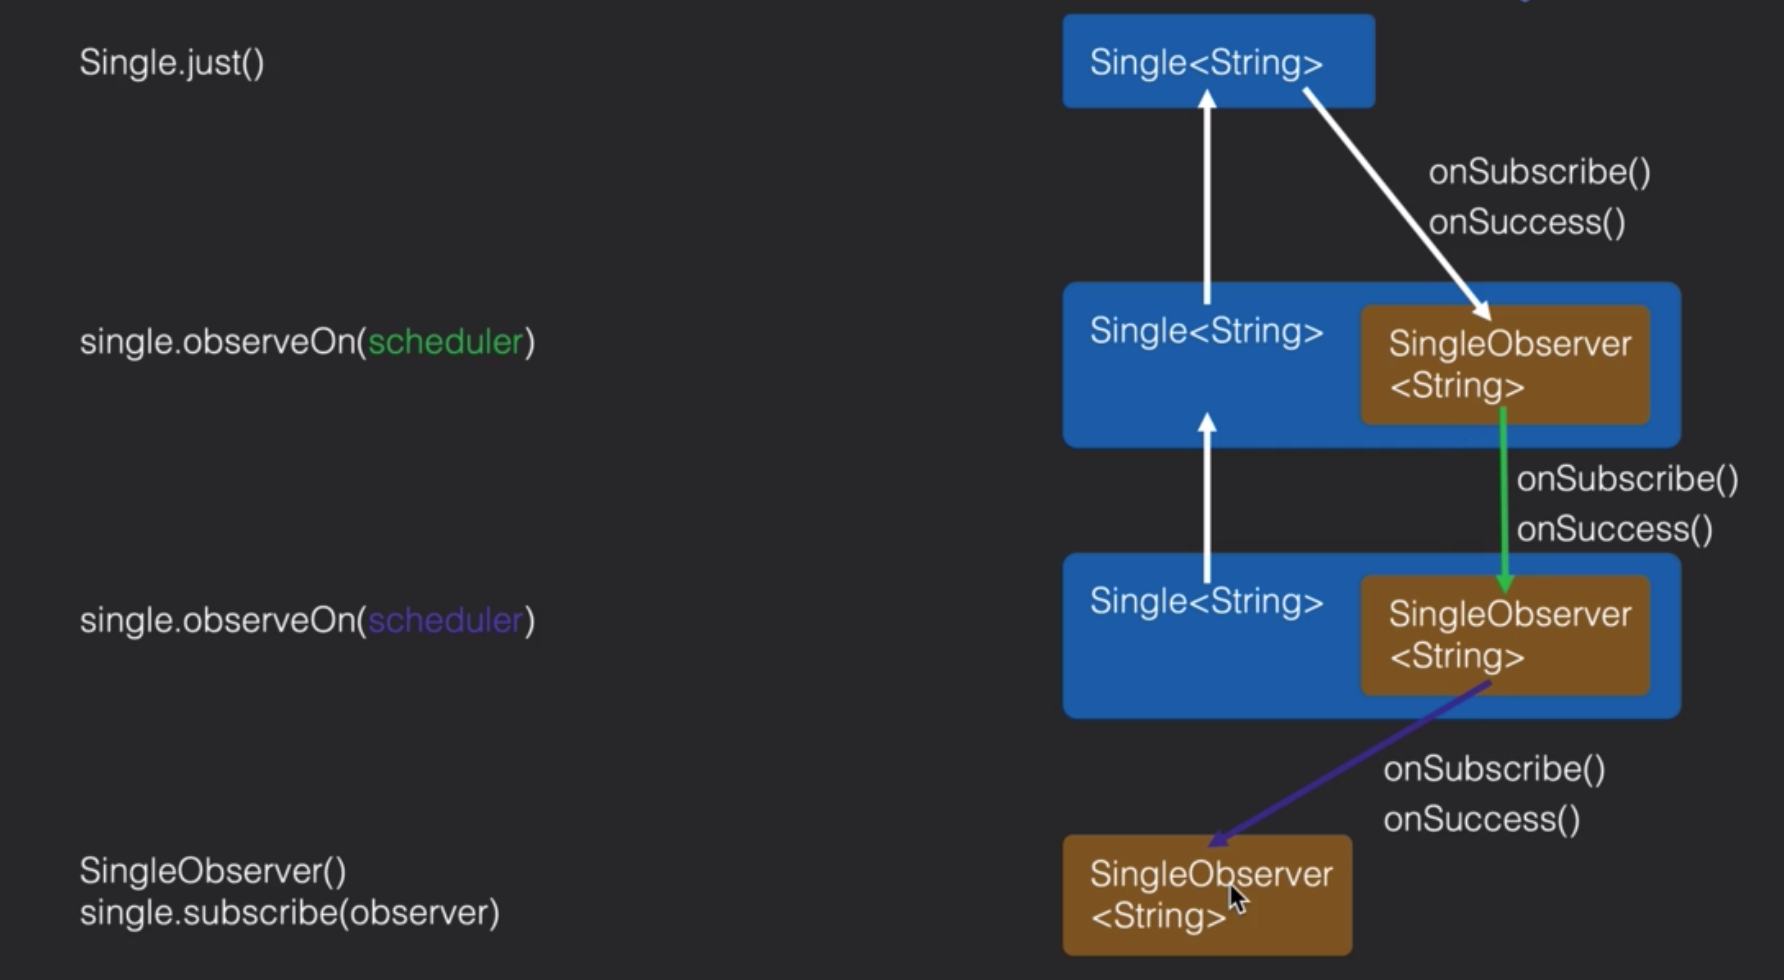 Single.just()
Single<String>
onSubscribe()
onSuccess()
single.observeOn(scheduler)
Single<String>
SingleObserver
<String>
onSubscribe()
onSuccess()
single.observeOn(scheduler)
Single<String>
SingleObserver
<String>
onSubscribe()
onSuccess()
SingleObserver()
single.subscribe(observer)
SingleObserver
<String>